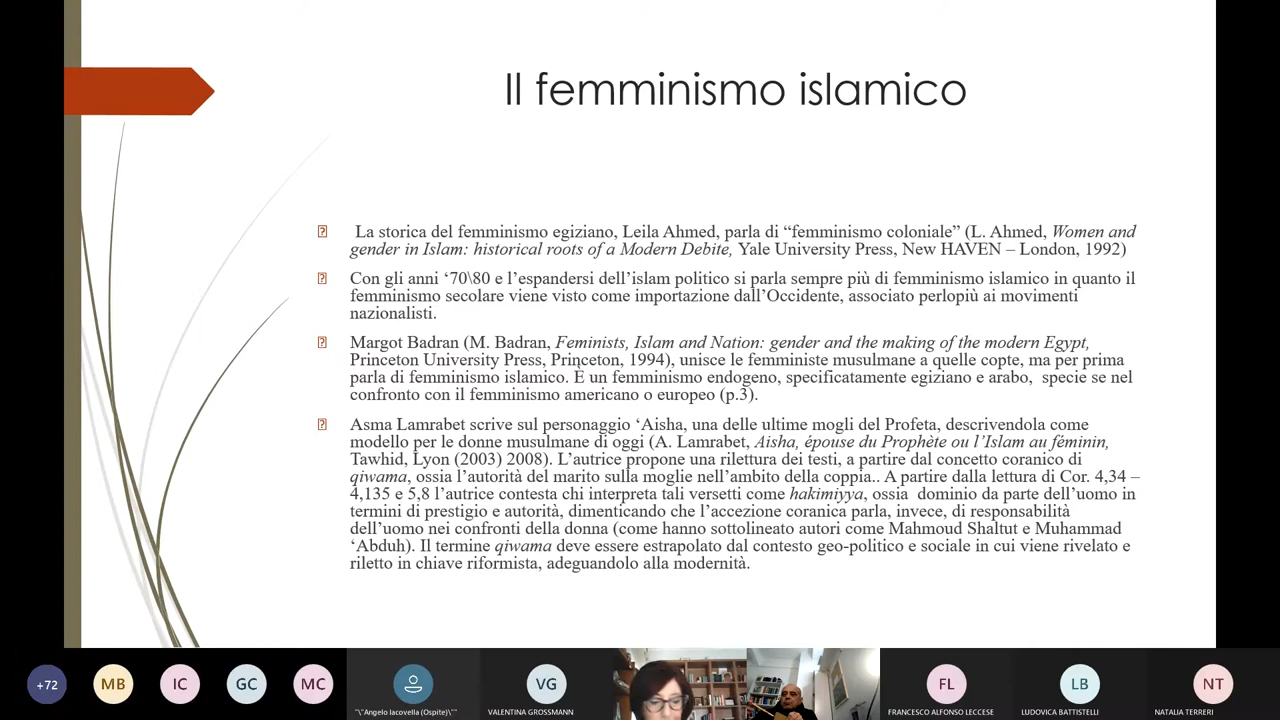 Il femminismo islamico
La storica del femminismo egiziano, Leila Ahmed, parla di “femminismo coloniale” (L. Ahmed, Women and
gender in Islam: historical roots of a Modern Debite, Yale University Press, New HAVEN – London, 1992)
Con gli anni ‘70\80 e l’espandersi dell’islam politico si parla sempre più di femminismo islamico in quanto il
femminismo secolare viene visto come importazione dall’Occidente, associato perlopiù ai movimenti
nazionalisti.
Margot Badran (M. Badran, Feminists, Islam and Nation: gender and the making of the modern Egypt,
Princeton University Press, Princeton, 1994), unisce le femministe musulmane a quelle copte, ma per prima
parla di femminismo islamico. È un femminismo endogeno, specificatamente egiziano e arabo, specie se nel
confronto con il femminismo americano o europeo (p.3).
Asma Lamrabet scrive sul personaggio ‘Aisha, una delle ultime mogli del Profeta, descrivendola come
modello per le donne musulmane di oggi (A. Lamrabet, Aisha, épouse du Prophète ou l’Islam au féminin,
Tawhid, Lyon (2003) 2008). L’autrice propone una rilettura dei testi, a partire dal concetto coranico di
qiwama, ossia l’autorità del marito sulla moglie nell’ambito della coppia.. A partire dalla lettura di Cor. 4,34 –
4,135 e 5,8 l’autrice contesta chi interpreta tali versetti come hakimiyya, ossia dominio da parte dell’uomo in
termini di prestigio e autorità, dimenticando che l’accezione coranica parla, invece, di responsabilità
dell’uomo nei confronti della donna (come hanno sottolineato autori come Mahmoud Shaltut e Muhammad
‘Abduh). Il termine qiwama deve essere estrapolato dal contesto geo-politico e sociale in cui viene rivelato e
riletto in chiave riformista, adeguandolo alla modernità.
+72 MB IC GC MC VG FL LB NT
"\"Angelo Iacovella (Ospite)\"" VALENTINA GROSSMANN FRANCESCO ALFONSO LECCESE LUDOVICA BATTISTELLI NATALIA TERRERI